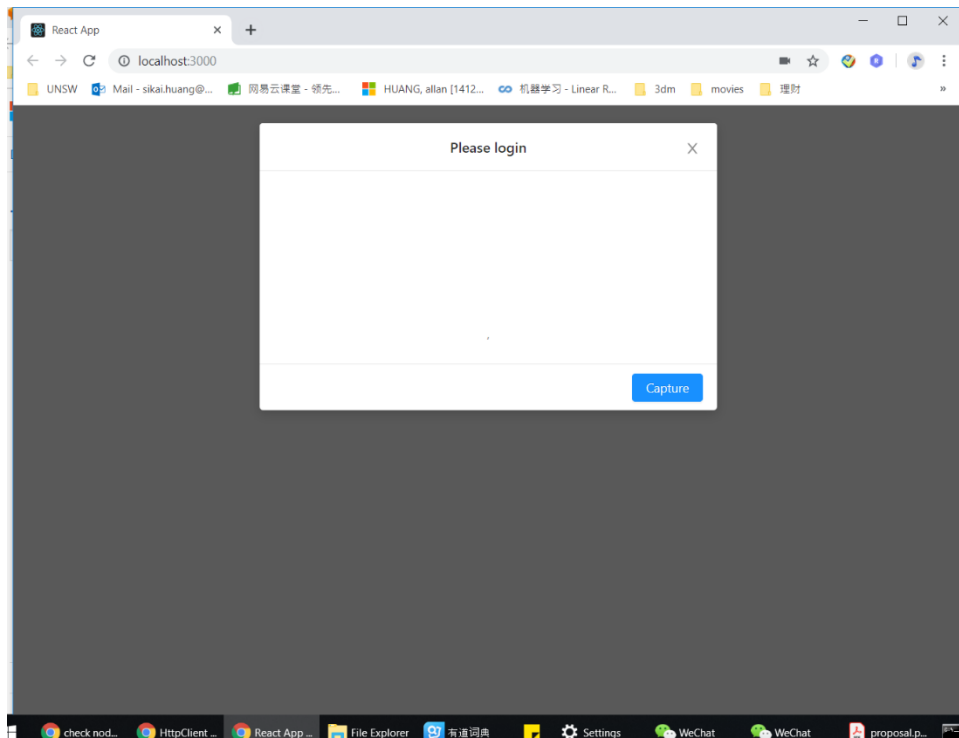 React App
localhost:3000
UNSW Mail - sikai.huang@... 网易云课堂 - 领先... HUANG, allan [1412... 机器学习 - Linear R... 3dm movies 理财 »
Please login
Capture
check nod... HttpClient ... React App ... File Explorer 有道词典 Settings WeChat WeChat proposal.p...